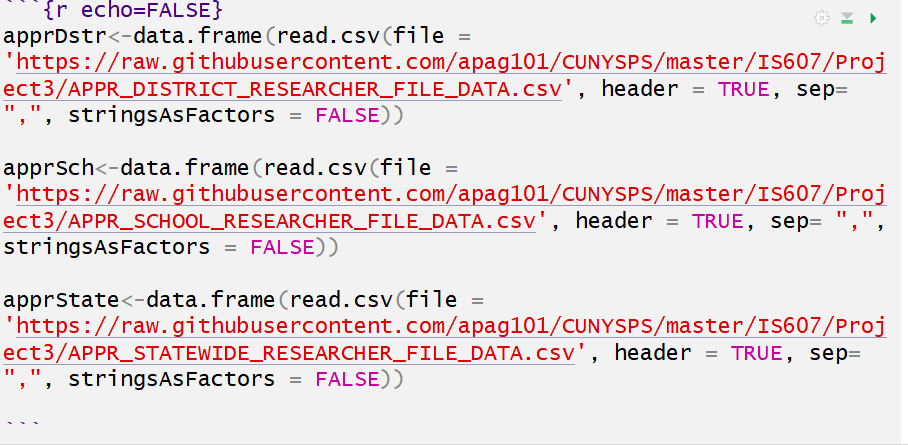 ```{r echo=FALSE}
apprDstr<-data.frame(read.csv(file =
'https://raw.githubusercontent.com/apag101/CUNYSPS/master/IS607/Proj
ect3/APPR_DISTRICT_RESEARCHER_FILE_DATA.csv', header = TRUE, sep=
",", stringsAsFactors = FALSE))
apprSch<-data.frame(read.csv(file =
'https://raw.githubusercontent.com/apag101/CUNYSPS/master/IS607/Proj
ect3/APPR_SCHOOL_RESEARCHER_FILE_DATA.csv', header = TRUE, sep= ",",
stringsAsFactors = FALSE))
apprState<-data.frame(read.csv(file =
'https://raw.githubusercontent.com/apag101/CUNYSPS/master/IS607/Proj
ect3/APPR_STATEWIDE_RESEARCHER_FILE_DATA.csv', header = TRUE, sep=
",", stringsAsFactors = FALSE))
```